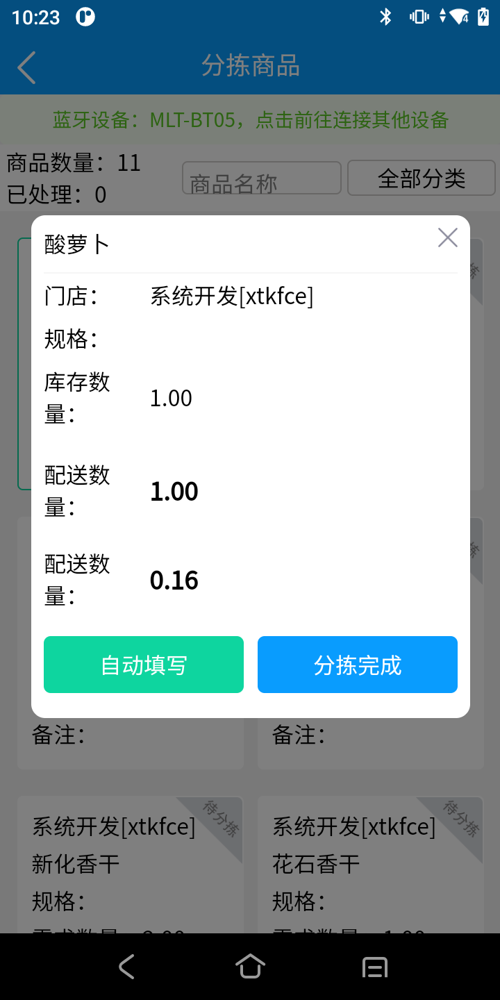 10:23
分拣商品
蓝牙设备：MLT-BT05，点击前往连接其他设备
商品数量：11
已处理：0
商品名称
全部分类
酸萝卜
门店：
系统开发[xtkfce]
规格：
库存数
量：
1.00
配送数
量：
1.00
配送数
量：
0.16
自动填写
分拣完成
备注：
备注：
系统开发[xtkfce]
待分拣
新化香干
规格：
系统开发[xtkfce]
待分拣
花石香干
规格：